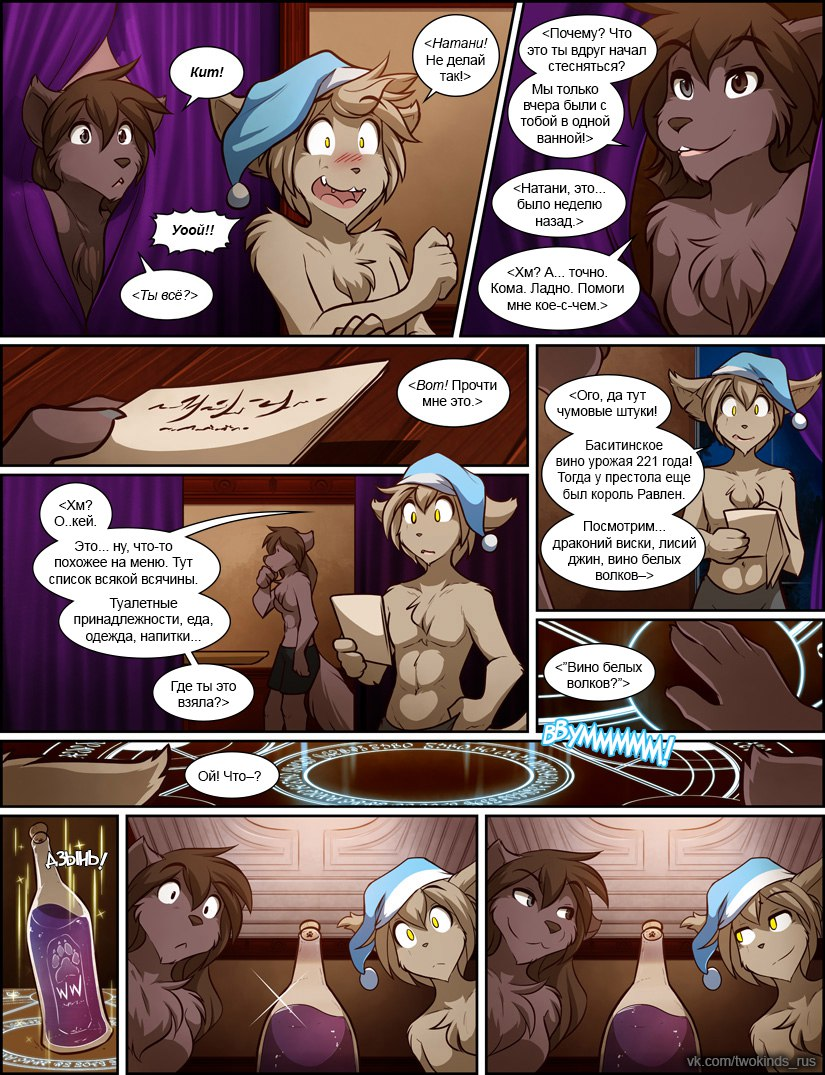 Кит!
<Натани!
Не делай
так!>
Уоой!!
<Ты всё?>
<Почему? Что
это ты вдруг начал
стесняться?
Мы только
вчера были с
тобой в одной
ванной!>
<Натани, это...
было неделю
назад.>
<Хм? А... точно.
Кома. Ладно. Помоги
мне кое-с-чем.>
<Вот! Прочти
мне это.>
<Хм?
О..кей.
Это... ну, что-то
похожее на меню. Тут
список всякой всячины.
Туалетные
принадлежности, еда,
одежда, напитки...
Где ты это
взяла?>
<Ого, да тут
чумовые штуки!
Баситинское
вино урожая 221 года!
Тогда у престола еще
был король Равлен.
Посмотрим...
драконий виски, лисий
джин, вино белых
волков–>
<"Вино белых
волков?">
ВВУММММММ!
Ой! Что–?
ДЗЫНЬ!
WW
vk.com/twokinds_rus